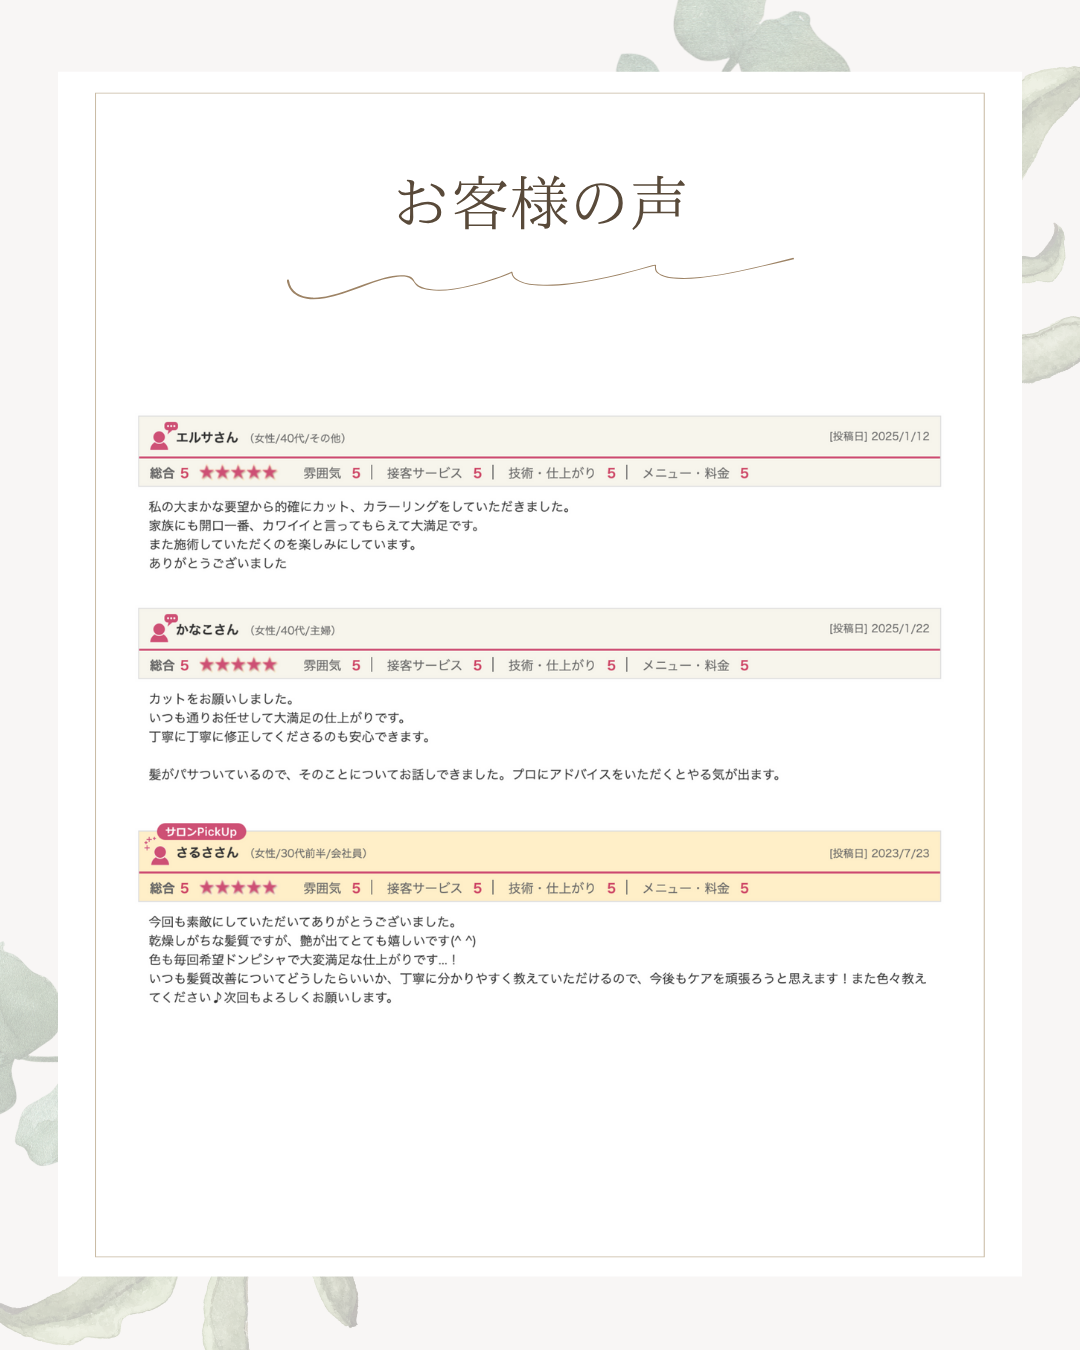 お客様の声
エルサさん （女性/40代/その他） [投稿日] 2025/1/12
総合 5 ★★★★★ 雰囲気 5 | 接客サービス 5 | 技術・仕上がり 5 | メニュー・料金 5
私の大まかな要望から的確にカット、カラーリングをしていただきました。
家族にも開口一番、カワイイと言ってもらえて大満足です。
また施術していただくのを楽しみにしています。
ありがとうございました
かなこさん （女性/40代/主婦） [投稿日] 2025/1/22
総合 5 ★★★★★ 雰囲気 5 | 接客サービス 5 | 技術・仕上がり 5 | メニュー・料金 5
カットをお願いしました。
いつも通りお任せして大満足の仕上がりです。
丁寧に丁寧に修正してくださるのも安心できます。
髪がパサついているので、そのことについてお話しできました。プロにアドバイスをいただくとやる気が出ます。
サロンPickUp
さるささん （女性/30代前半/会社員） [投稿日] 2023/7/23
総合 5 ★★★★★ 雰囲気 5 | 接客サービス 5 | 技術・仕上がり 5 | メニュー・料金 5
今回も素敵にしていただいてありがとうございました。
乾燥しがちな髪質ですが、艶が出てとても嬉しいです(^ ^)
色も毎回希望ドンピシャで大変満足な仕上がりです...！
いつも髪質改善についてどうしたらいいか、丁寧に分かりやすく教えていただけるので、今後もケアを頑張ろうと思えます！また色々教え
てください♪次回もよろしくお願いします。